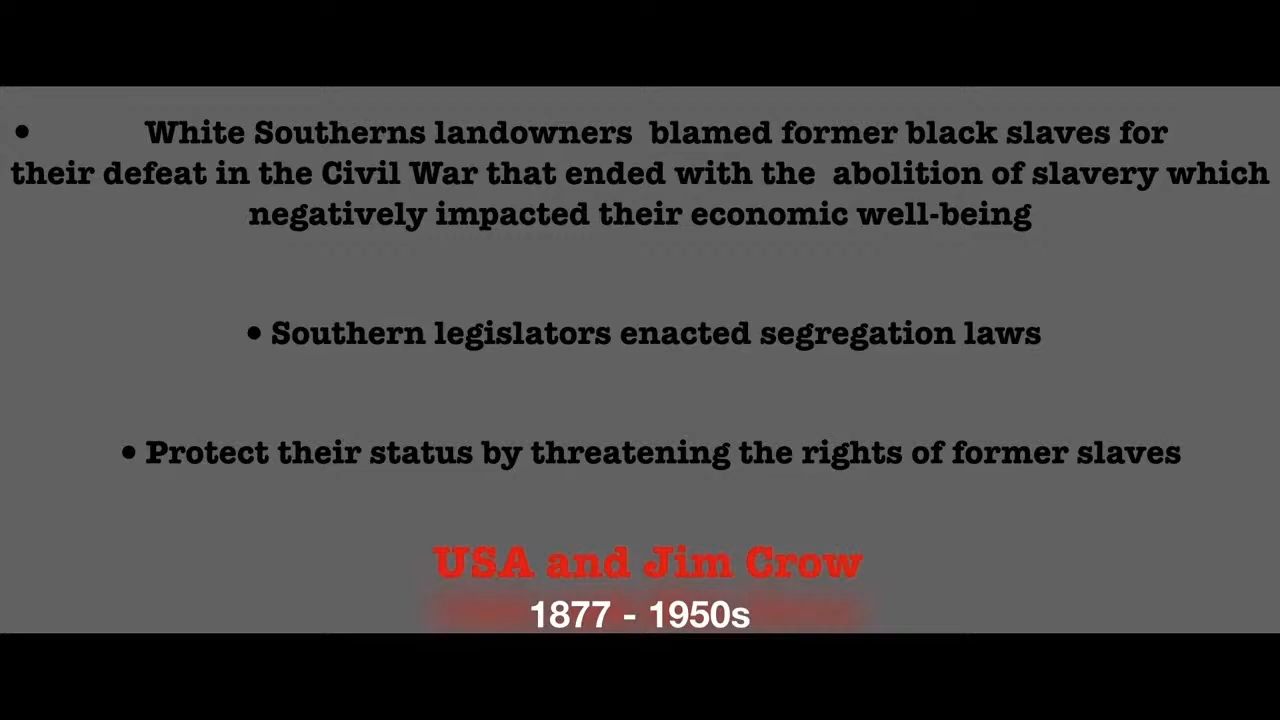 • White Southerns landowners  blamed former black slaves for
their defeat in the Civil War that ended with the  abolition of slavery which
negatively impacted their economic well-being
• Southern legislators enacted segregation laws
• Protect their status by threatening the rights of former slaves
USA and Jim Crow
1877 - 1950s